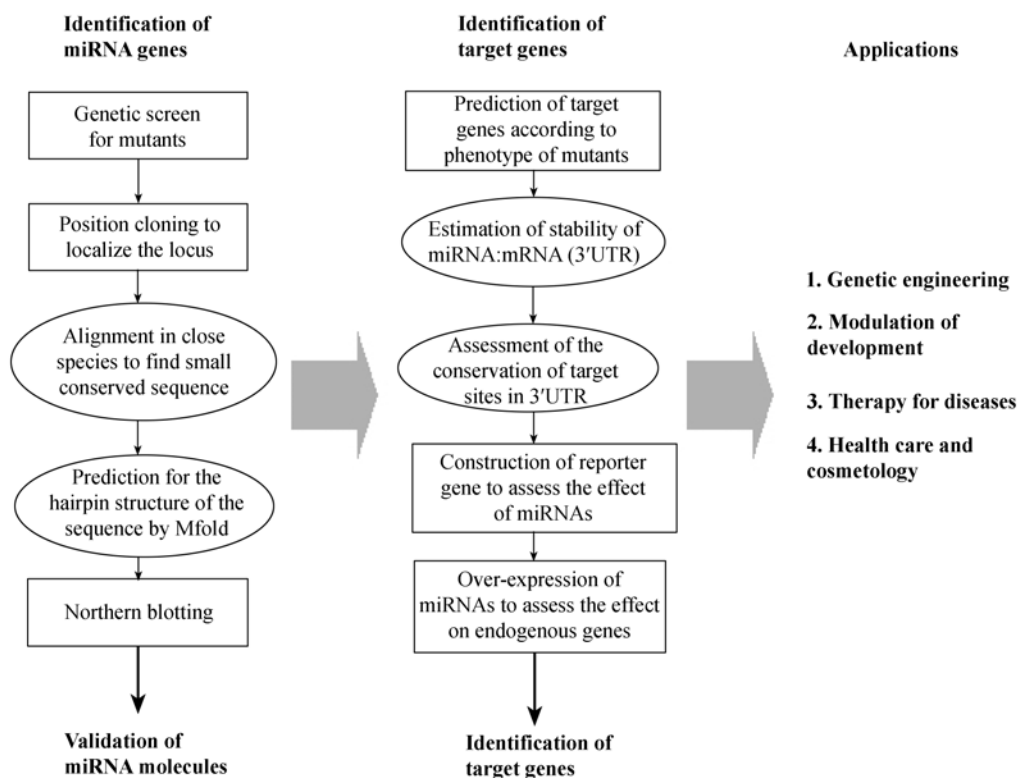 Identification of
miRNA genes
Genetic screen
for mutants
Position cloning to
localize the locus
Alignment in close
species to find small
conserved sequence
Prediction for the
hairpin structure of the
sequence by Mfold
Northern blotting
Validation of
miRNA molecules
Identification of
target genes
Prediction of target
genes according to
phenotype of mutants
Estimation of stability of
miRNA:mRNA (3′UTR)
Assessment of the
conservation of target
sites in 3′UTR
Construction of reporter
gene to assess the effect
of miRNAs
Over-expression of
miRNAs to assess the effect
on endogenous genes
Identification of
target genes
Applications
1. Genetic engineering
2. Modulation of
development
3. Therapy for diseases
4. Health care and
cosmetology